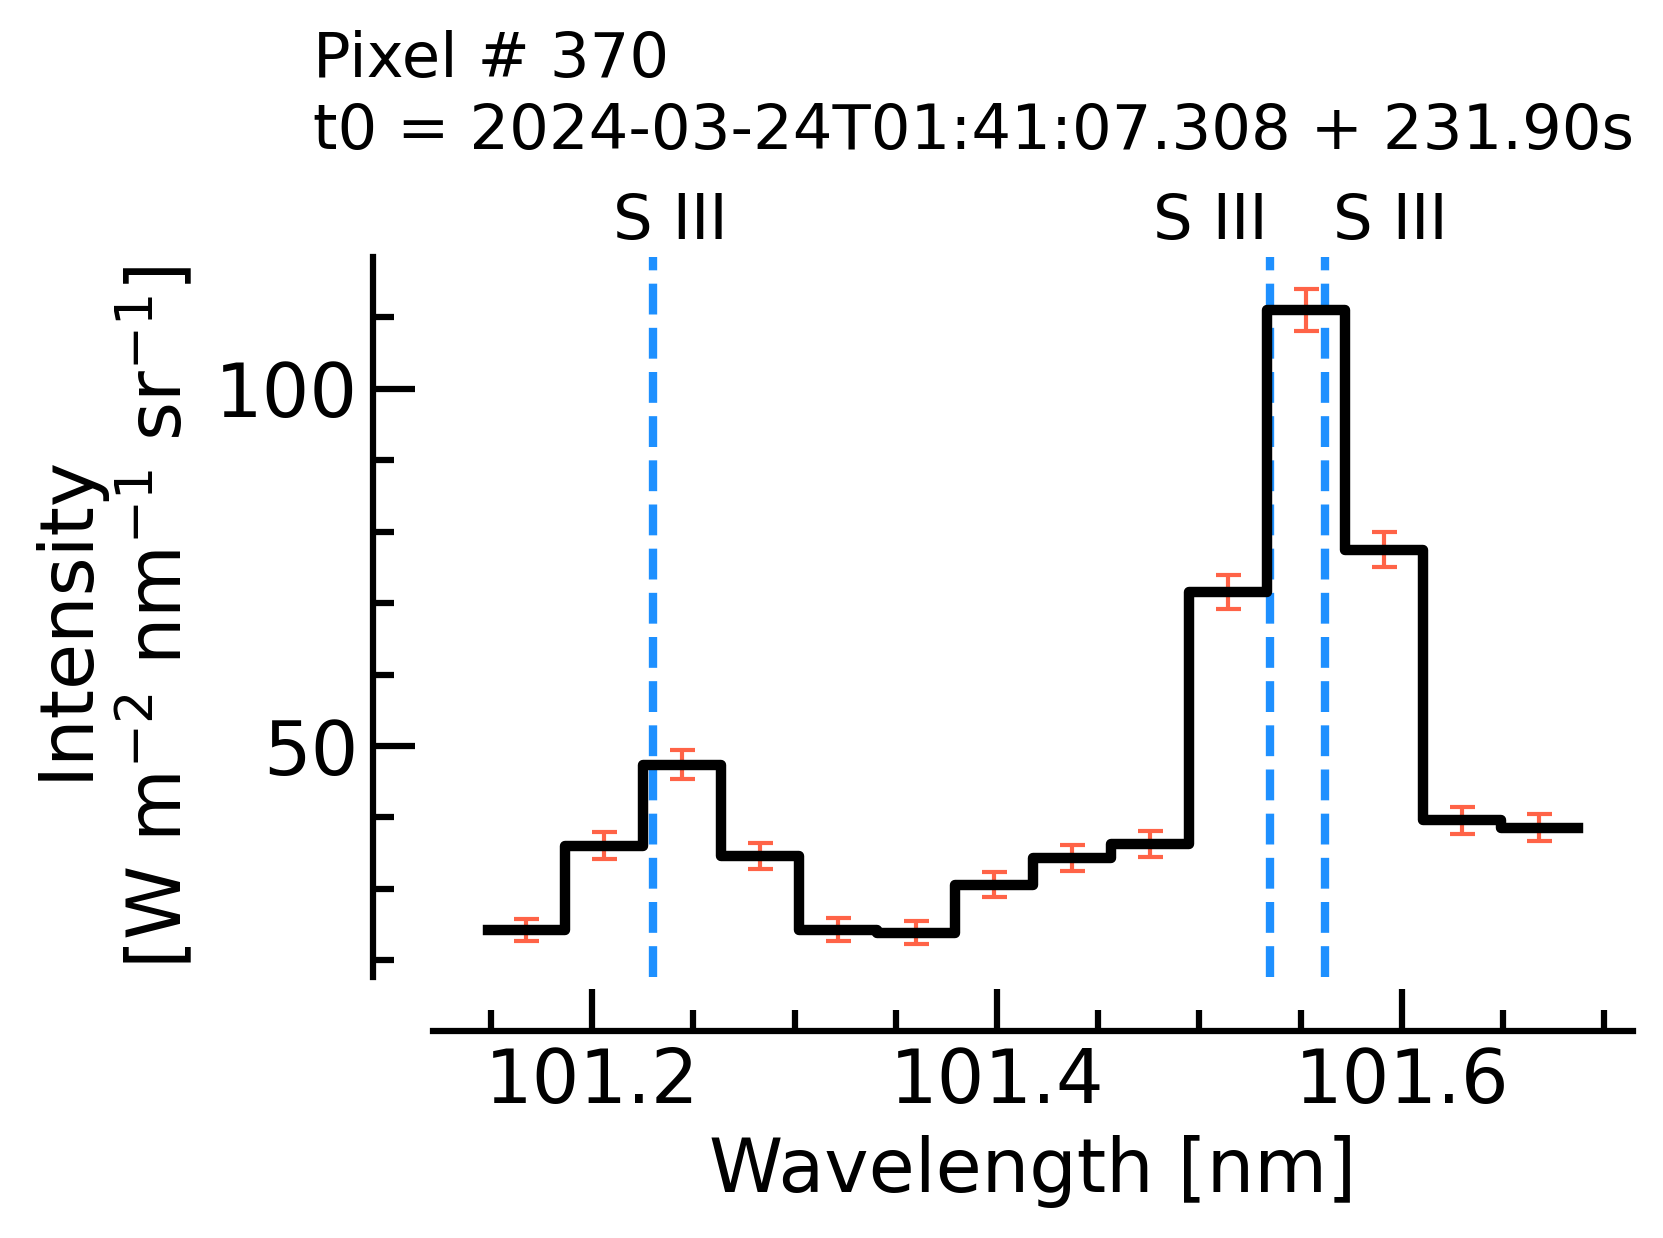 Pixel # 370
t0 = 2024-03-24T01:41:07.308 + 231.90s
S III S III S III
Intensity
[W m⁻² nm⁻¹ sr⁻¹]
100
50
101.2 101.4 101.6
Wavelength [nm]